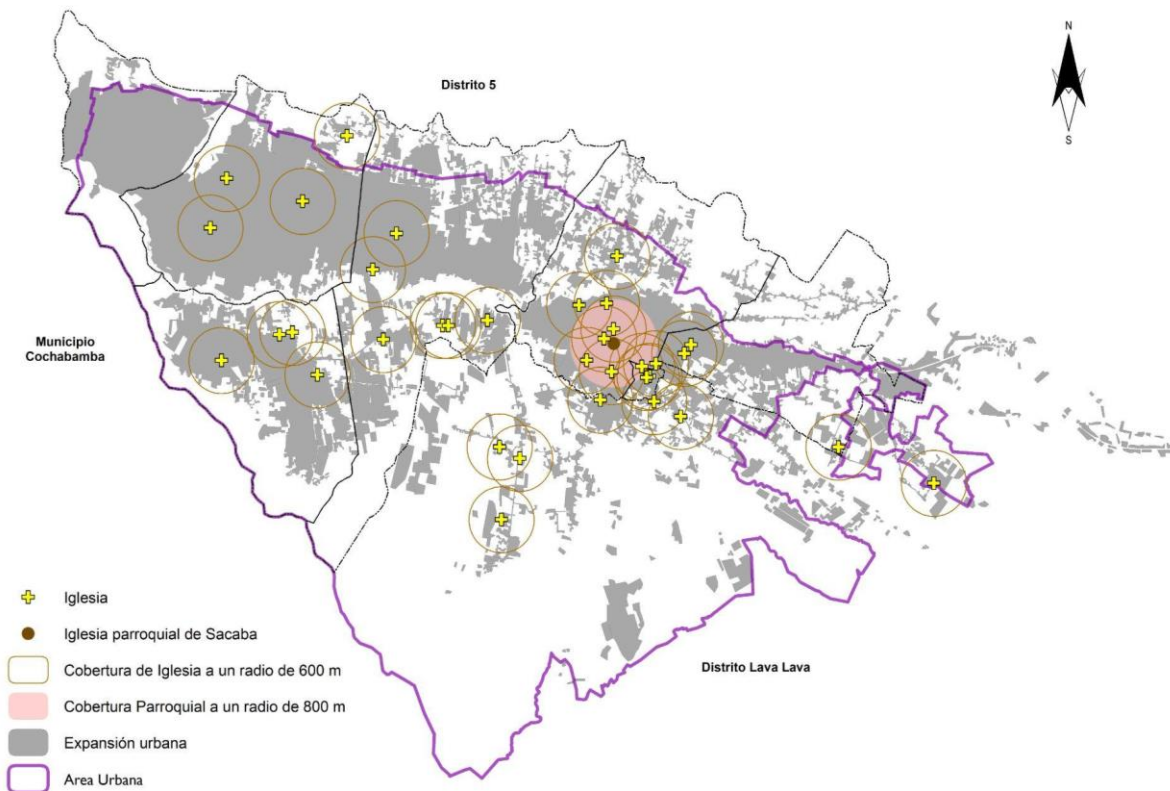 N
S
Distrito 5
Municipio
Cochabamba
Distrito Lava Lava
Iglesia
Iglesia parroquial de Sacaba
Cobertura de Iglesia a un radio de 600 m
Cobertura Parroquial a un radio de 800 m
Expansión urbana
Area Urbana